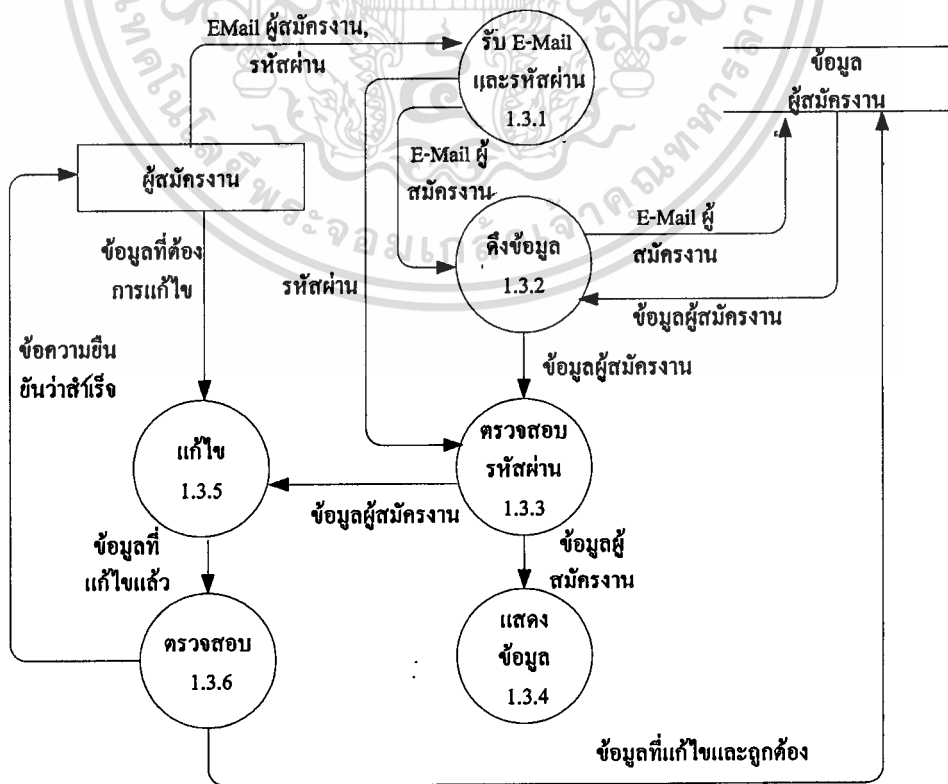 EMail ผู้สมัครงาน,
รหัสผ่าน
รับ E-Mail
และรหัสผ่าน
1.3.1
ข้อมูล
ผู้สมัครงาน
ผู้สมัครงาน
E-Mail ผู้
สมัครงาน
E-Mail ผู้
สมัครงาน
ดึงข้อมูล
1.3.2
ข้อมูลที่ต้อง
การแก้ไข
รหัสผ่าน
ข้อมูลผู้สมัครงาน
ข้อความยืน
ยันว่าสำเร็จ
ข้อมูลผู้สมัครงาน
แก้ไข
1.3.5
ตรวจสอบ
รหัสผ่าน
1.3.3
ข้อมูลผู้สมัครงาน
ข้อมูลที่
แก้ไขแล้ว
ข้อมูลผู้
สมัครงาน
ตรวจสอบ
1.3.6
แสดง
ข้อมูล
1.3.4
ข้อมูลที่แก้ไขและถูกต้อง